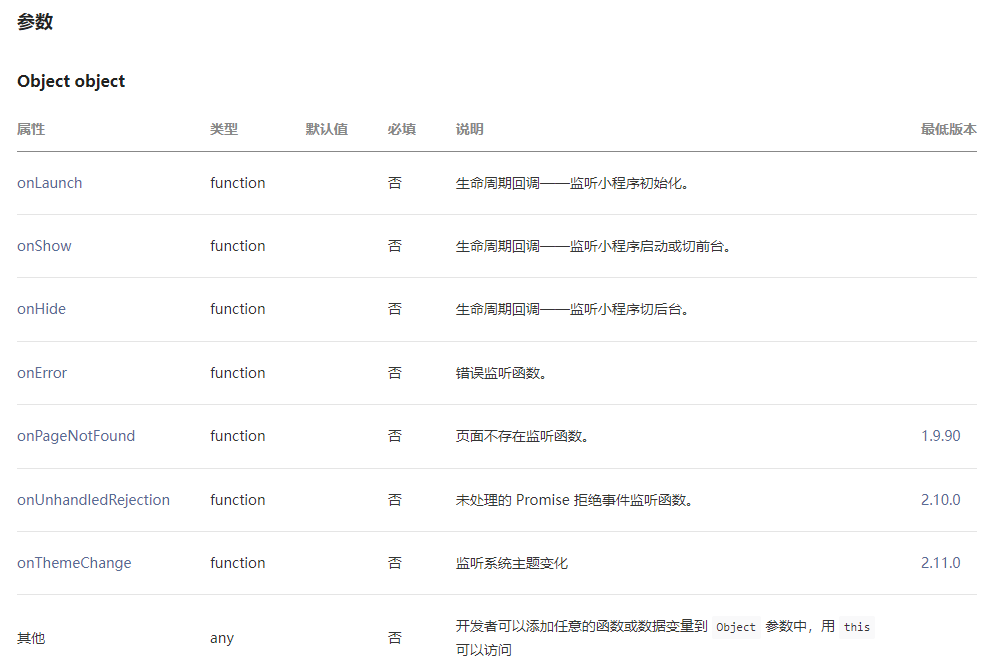 参数
Object object
属性 类型 默认值 必填 说明 最低版本
onLaunch function 否 生命周期回调——监听小程序初始化。
onShow function 否 生命周期回调——监听小程序启动或切前台。
onHide function 否 生命周期回调——监听小程序切后台。
onError function 否 错误监听函数。
onPageNotFound function 否 页面不存在监听函数。 1.9.90
onUnhandledRejection function 否 未处理的 Promise 拒绝事件监听函数。 2.10.0
onThemeChange function 否 监听系统主题变化 2.11.0
其他 any 否 开发者可以添加任意的函数或数据变量到 Object 参数中，用 this
可以访问